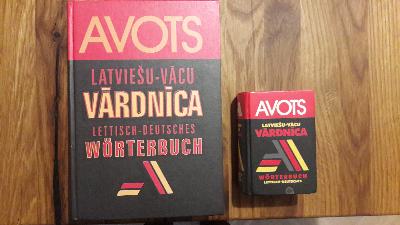 AVOTS
LATVIEŠU-VĀCU
VĀRDNĪCA
LETTISCH-DEUTSCHES
WÖRTERBUCH
AVOTS
LATVIEŠU-VĀCU
VĀRDNĪCA
WÖRTERBUCH
LETTISCH-DEUTSCHES